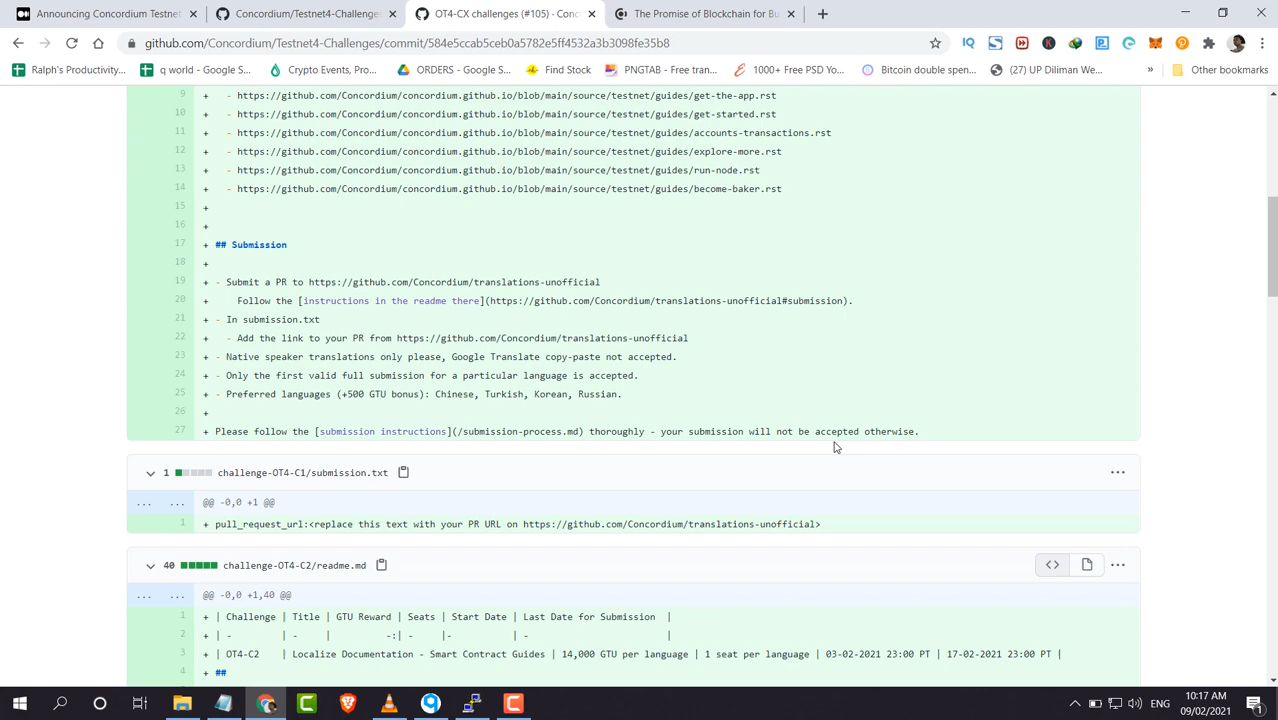 Announcing Concordium Testnet
Concordium/Testnet4-Challenges
OT4-CX challenges (#105) · Conc
The Promise of Blockchain for Bu
github.com/Concordium/Testnet4-Challenges/commit/584e5ccab5ceb0a5782e5ff4532a3b3098fe35b8
Ralph's Productivity...
q world - Google S...
Crypto Events, Pro...
ORDERS - Google S...
Find Stock
PNGTAB - Free tran...
1000+ Free PSD Yo...
Bitcoin double spen...
(27) UP Diliman We...
»
Other bookmarks
9 + - https://github.com/Concordium/concordium.github.io/blob/main/source/testnet/guides/get-the-app.rst
10 + - https://github.com/Concordium/concordium.github.io/blob/main/source/testnet/guides/get-started.rst
11 + - https://github.com/Concordium/concordium.github.io/blob/main/source/testnet/guides/accounts-transactions.rst
12 + - https://github.com/Concordium/concordium.github.io/blob/main/source/testnet/guides/explore-more.rst
13 + - https://github.com/Concordium/concordium.github.io/blob/main/source/testnet/guides/run-node.rst
14 + - https://github.com/Concordium/concordium.github.io/blob/main/source/testnet/guides/become-baker.rst
15 +
16 +
17 + ## Submission
18 +
19 + - Submit a PR to https://github.com/Concordium/translations-unofficial
20 + Follow the [instructions in the readme there](https://github.com/Concordium/translations-unofficial#submission).
21 + - In submission.txt
22 + - Add the link to your PR from https://github.com/Concordium/translations-unofficial
23 + - Native speaker translations only please, Google Translate copy-paste not accepted.
24 + - Only the first valid full submission for a particular language is accepted.
25 + - Preferred languages (+500 GTU bonus): Chinese, Turkish, Korean, Russian.
26 +
27 + Please follow the [submission instructions](/submission-process.md) thoroughly - your submission will not be accepted otherwise.
1 challenge-OT4-C1/submission.txt
... ... @@ -0,0 +1 @@
1 + pull_request_url:<replace this text with your PR URL on https://github.com/Concordium/translations-unofficial>
40 challenge-OT4-C2/readme.md
... ... @@ -0,0 +1,40 @@
1 + | Challenge | Title | GTU Reward | Seats | Start Date | Last Date for Submission |
2 + | - | - | -:| - | - | - |
3 + | OT4-C2 | Localize Documentation - Smart Contract Guides | 14,000 GTU per language | 1 seat per language | 03-02-2021 23:00 PT | 17-02-2021 23:00 PT |
4 + ##
ENG
10:17 AM
09/02/2021